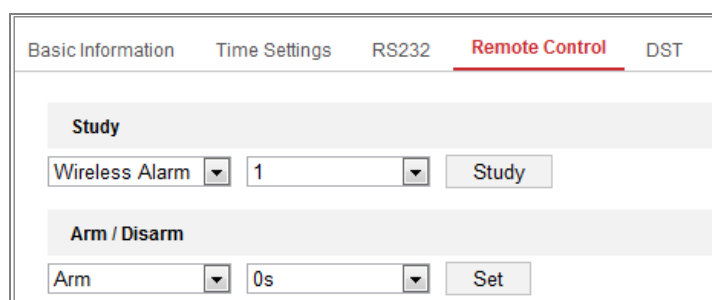 Basic Information Time Settings RS232 Remote Control DST
Study
Wireless Alarm 1 Study
Arm / Disarm
Arm 0s Set